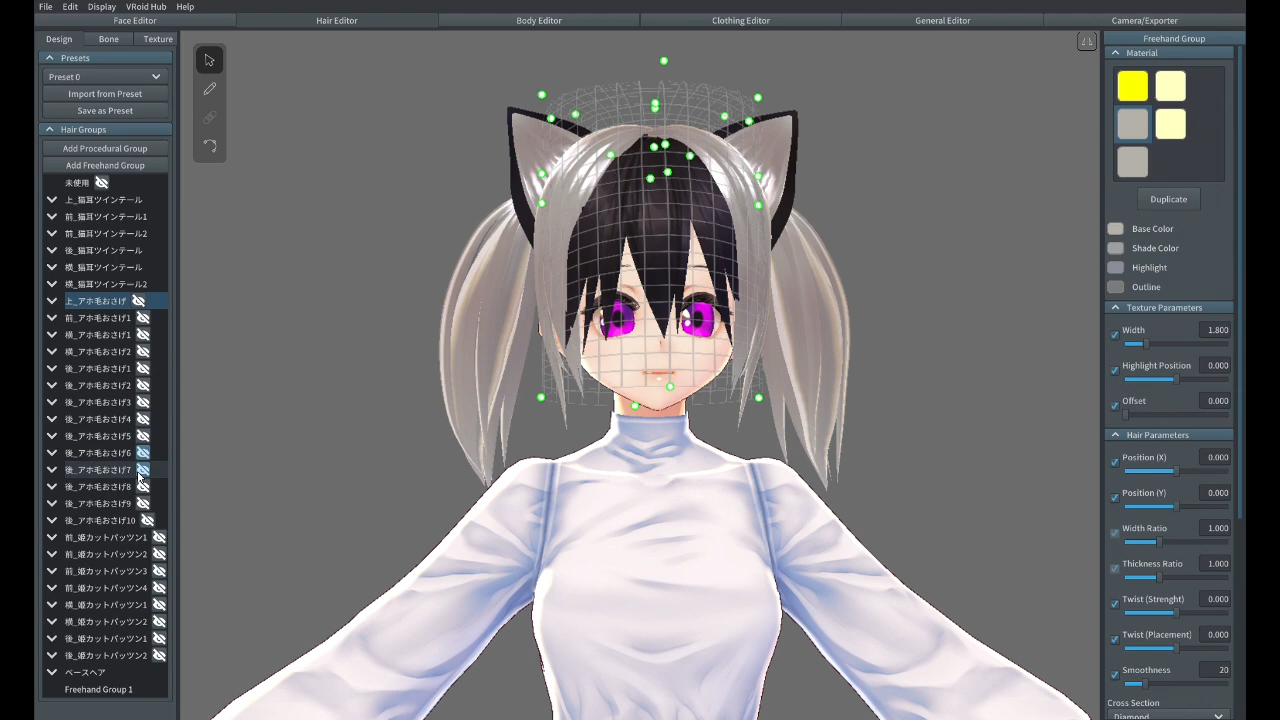 File Edit Display VRoid Hub Help
Face Editor Hair Editor Body Editor Clothing Editor General Editor Camera/Exporter
Design Bone Texture
Presets
Preset 0
Import from Preset
Save as Preset
Hair Groups
Add Procedural Group
Add Freehand Group
未使用
上_猫耳ツインテール
前_猫耳ツインテール1
前_猫耳ツインテール2
後_猫耳ツインテール
横_猫耳ツインテール
横_猫耳ツインテール2
上_アホ毛おさげ
前_アホ毛おさげ1
横_アホ毛おさげ1
横_アホ毛おさげ2
後_アホ毛おさげ1
後_アホ毛おさげ2
後_アホ毛おさげ3
後_アホ毛おさげ4
後_アホ毛おさげ5
後_アホ毛おさげ6
後_アホ毛おさげ7
後_アホ毛おさげ8
後_アホ毛おさげ9
後_アホ毛おさげ10
前_姫カットパッツン1
前_姫カットパッツン2
前_姫カットパッツン3
前_姫カットパッツン4
横_姫カットパッツン1
横_姫カットパッツン2
後_姫カットパッツン1
後_姫カットパッツン2
ベースヘア
Freehand Group 1
Freehand Group
Material
Duplicate
Base Color
Shade Color
Highlight
Outline
Texture Parameters
Width 1.800
Highlight Position 0.000
Offset 0.000
Hair Parameters
Position (X) 0.000
Position (Y) 0.000
Width Ratio 1.000
Thickness Ratio 1.000
Twist (Strenght) 0.000
Twist (Placement) 0.000
Smoothness 20
Cross Section
Diamond